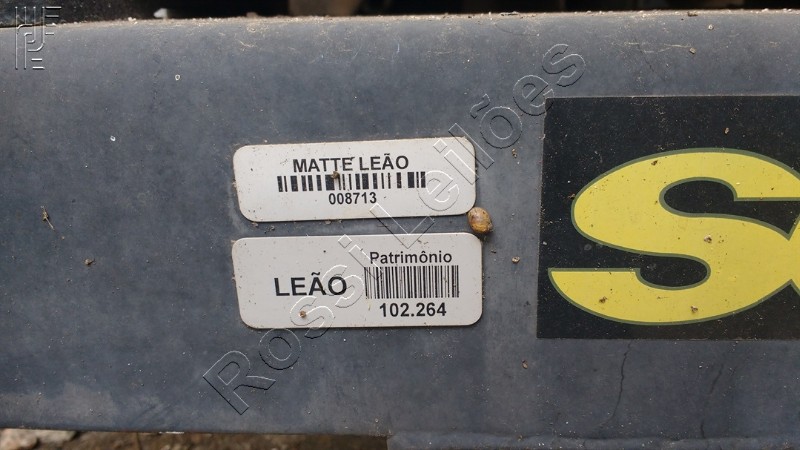 MATTE LEÃO
008713
Patrimônio
LEÃO
102.264
Rossi Leilões